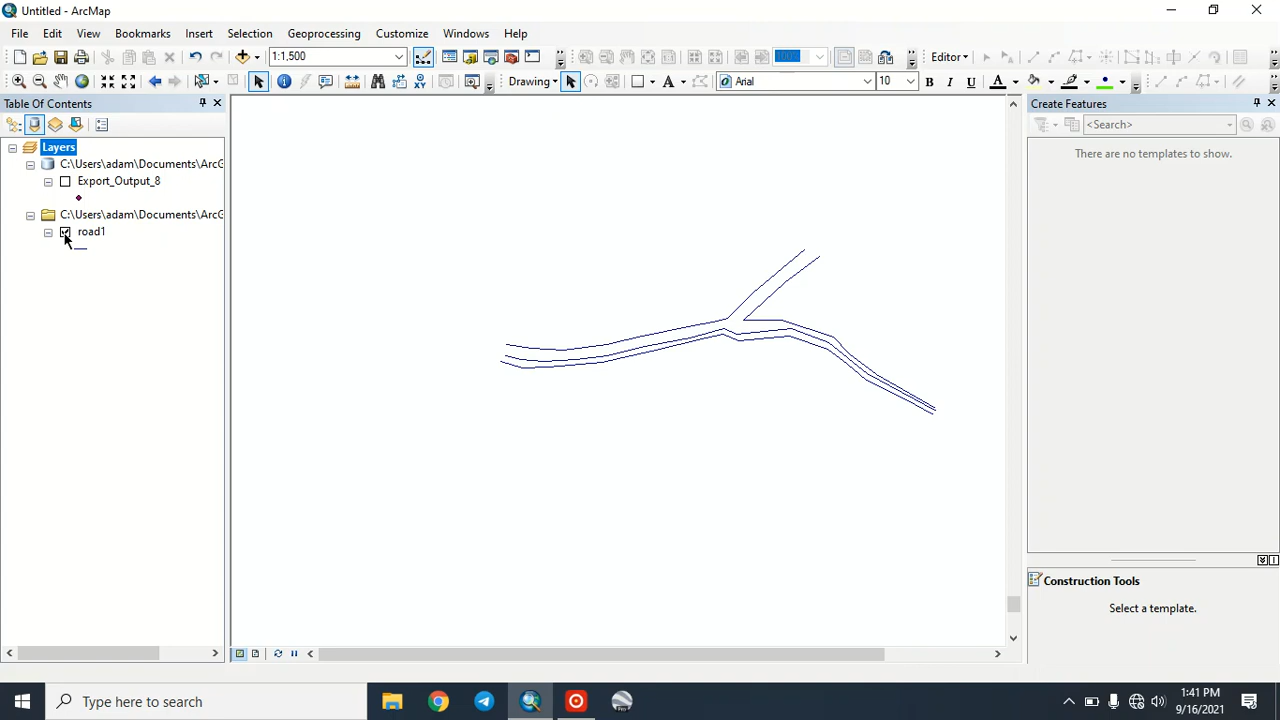 Untitled - ArcMap
File Edit View Bookmarks Insert Selection Geoprocessing Customize Windows Help
1:1,500 Editor
Drawing Arial 10 B I U A
Table Of Contents
Layers
C:\Users\adam\Documents\ArcG
Export_Output_8
C:\Users\adam\Documents\ArcG
road1
Create Features
<Search>
There are no templates to show.
Construction Tools
Select a template.
Type here to search
1:41 PM
9/16/2021